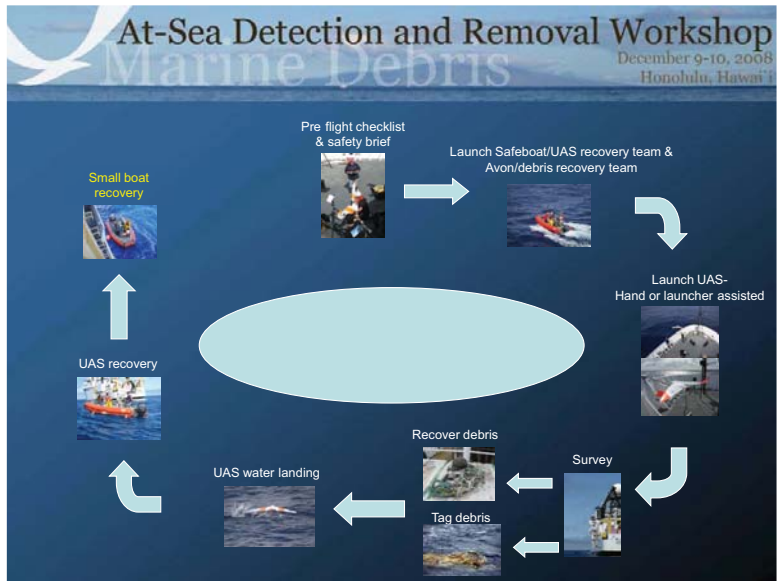 At-Sea Detection and Removal Workshop
Marine Debris
December 9-10, 2008
Honolulu, Hawai`i
Pre flight checklist
& safety brief
Launch Safeboat/UAS recovery team &
Avon/debris recovery team
Launch UAS-
Hand or launcher assisted
Survey
Recover debris
Tag debris
UAS water landing
UAS recovery
Small boat
recovery